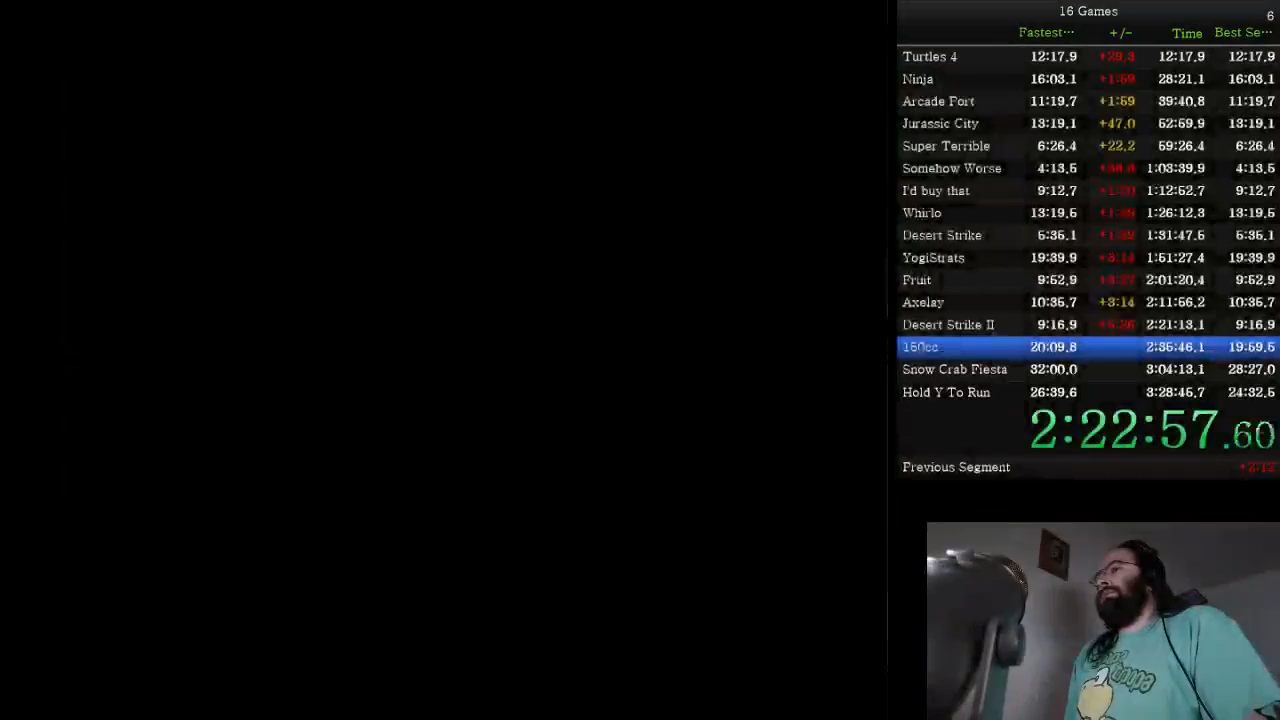 16 Games
6
Fastest… +/- Time Best Se…
Turtles 4 12:17.9 +29.3 12:17.9 12:17.9
Ninja 16:03.1 +1:59 28:21.1 16:03.1
Arcade Fort 11:19.7 +1:59 39:40.8 11:19.7
Jurassic City 13:19.1 +47.0 52:59.9 13:19.1
Super Terrible 6:26.4 +22.2 59:26.4 6:26.4
Somehow Worse 4:13.5 1:03:39.9 4:13.5
I'd buy that 9:12.7 1:12:52.7 9:12.7
Whirlo 13:19.5 1:26:12.3 13:19.5
Desert Strike 5:35.1 1:31:47.5 5:35.1
YogiStrats 19:39.9 +3:14 1:51:27.4 19:39.9
Fruit 9:52.9 2:01:20.4 9:52.9
Axelay 10:35.7 +3:14 2:11:56.2 10:35.7
Desert Strike II 9:16.9 2:21:13.1 9:16.9
150cc 20:09.8 2:35:46.1 19:59.5
Snow Crab Fiesta 32:00.0 3:04:13.1 28:27.0
Hold Y To Run 26:39.6 3:28:45.7 24:32.5
2:22:57.60
Previous Segment +2:12